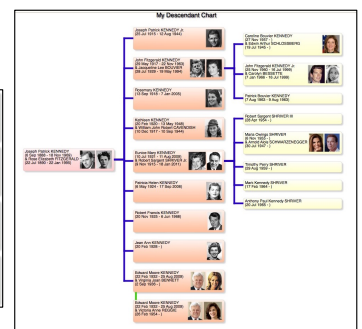 My Descendant Chart
Joseph Patrick KENNEDY
(6 Sep 1888 - 18 Nov 1969)
& Rose Elizabeth FITZGERALD
(22 Jul 1890 - 22 Jan 1995)
Joseph Patrick KENNEDY Jr
(25 Jul 1915 - 12 Aug 1944)
John Fitzgerald KENNEDY
(29 May 1917 - 22 Nov 1963)
& Jacqueline Lee BOUVIER
(28 Jul 1929 - 19 May 1994)
Rosemary KENNEDY
(13 Sep 1918 - 7 Jan 2005)
Kathleen KENNEDY
(20 Feb 1920 - 13 May 1948)
& William John Robert CAVENDISH
(10 Dec 1917 - 10 Sep 1944)
Eunice Mary KENNEDY
(10 Jul 1921 - 11 Aug 2009)
& Robert Sargent SHRIVER Jr
(9 Nov 1915 - 18 Jan 2011)
Patricia Helen KENNEDY
(6 May 1924 - 17 Sep 2006)
Robert Francis KENNEDY
(20 Nov 1925 - 6 Jun 1968)
Jean Ann KENNEDY
(20 Feb 1928 - )
Edward Moore KENNEDY
(22 Feb 1932 - 25 Aug 2009)
& Virginia Joan BENNETT
(2 Sep 1936 - )
Edward Moore KENNEDY
(22 Feb 1932 - 25 Aug 2009)
& Victoria Anne REGGIE
(26 Feb 1954 - )
Caroline Bouvier KENNEDY
(27 Nov 1957 - )
& Edwin Arthur SCHLOSSBERG
(19 Jul 1945 - )
John Fitzgerald KENNEDY Jr
(25 Nov 1960 - 16 Jul 1999)
& Carolyn BESSETTE
(7 Jan 1966 - 16 Jul 1999)
Patrick Bouvier KENNEDY
(7 Aug 1963 - 9 Aug 1963)
Robert Sargent SHRIVER III
(28 Apr 1954 - )
Maria Owings SHRIVER
(6 Nov 1955 - )
& Arnold Alois SCHWARZENEGGER
(30 Jul 1947 - )
Timothy Perry SHRIVER
(29 Aug 1959 - )
Mark Kennedy SHRIVER
(17 Feb 1964 - )
Anthony Paul Kennedy SHRIVER
(20 Jul 1965 - )